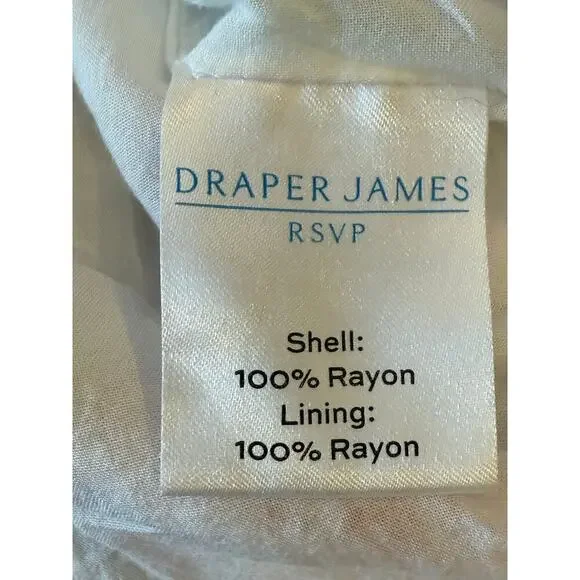 DRAPER JAMES
RSVP
Shell:
100% Rayon
Lining:
100% Rayon